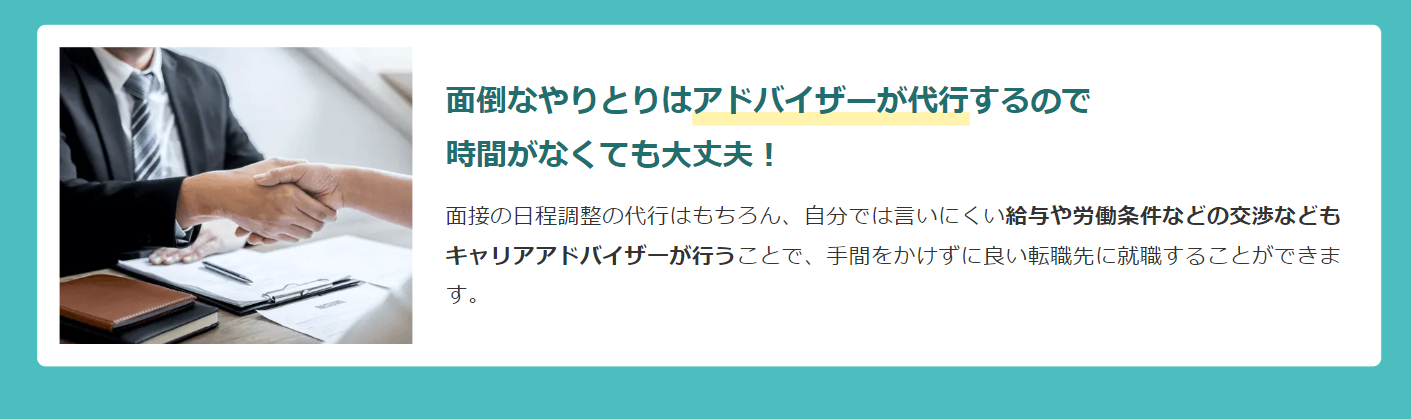 面倒なやりとりはアドバイザーが代行するので
時間がなくても大丈夫！
面接の日程調整の代行はもちろん、自分では言いにくい給与や労働条件などの交渉なども
キャリアアドバイザーが行うことで、手間をかけずに良い転職先に就職することができま
す。